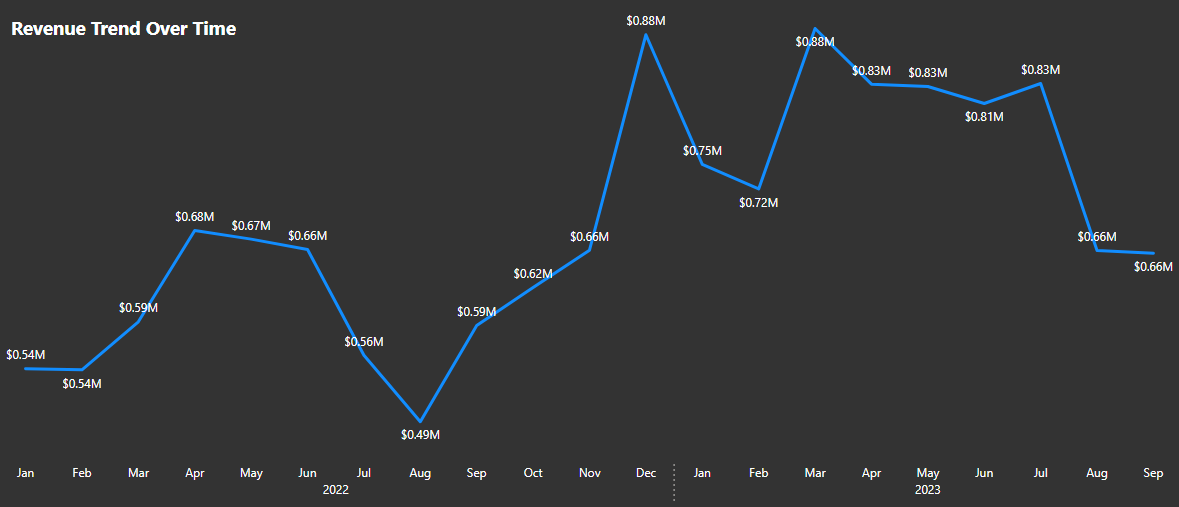 Revenue Trend Over Time
$0.54M
$0.54M
$0.59M
$0.68M
$0.67M
$0.66M
$0.56M
$0.49M
$0.59M
$0.62M
$0.66M
$0.88M
$0.75M
$0.72M
$0.88M
$0.83M
$0.83M
$0.81M
$0.83M
$0.66M
$0.66M
Jan Feb Mar Apr May Jun Jul Aug Sep Oct Nov Dec Jan Feb Mar Apr May Jun Jul Aug Sep
2022 2023